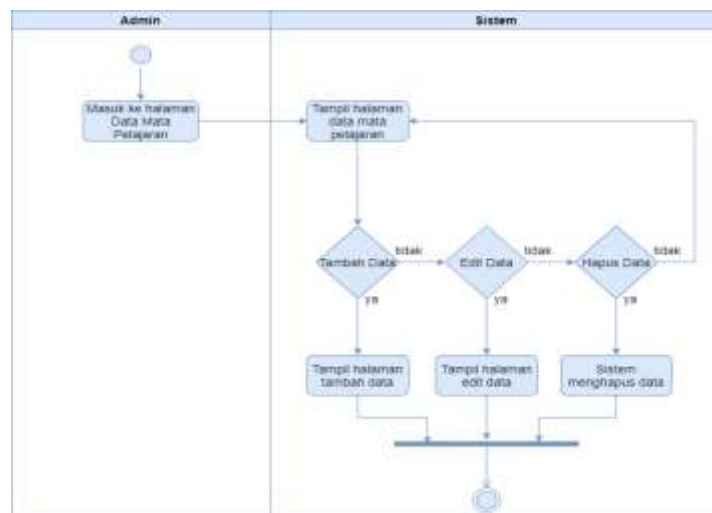 Admin
Sistem
Masuk ke halaman
Data Mata
Pelajaran
Tampil halaman
data mata
pelajaran
Tambah Data
tidak
Edit Data
tidak
Hapus Data
tidak
ya
ya
ya
Tampil halaman
tambah data
Tampil halaman
edit data
Sistem
menghapus data